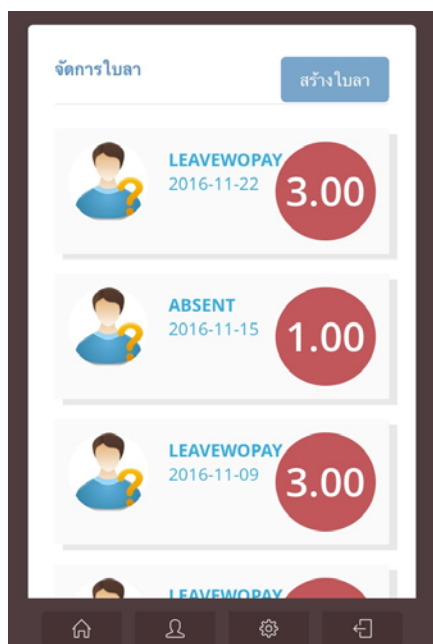 จัดการใบลา
สร้างใบลา
LEAVEWOPAY
2016-11-22
3.00
ABSENT
2016-11-15
1.00
LEAVEWOPAY
2016-11-09
3.00
LEAVEWOPAY